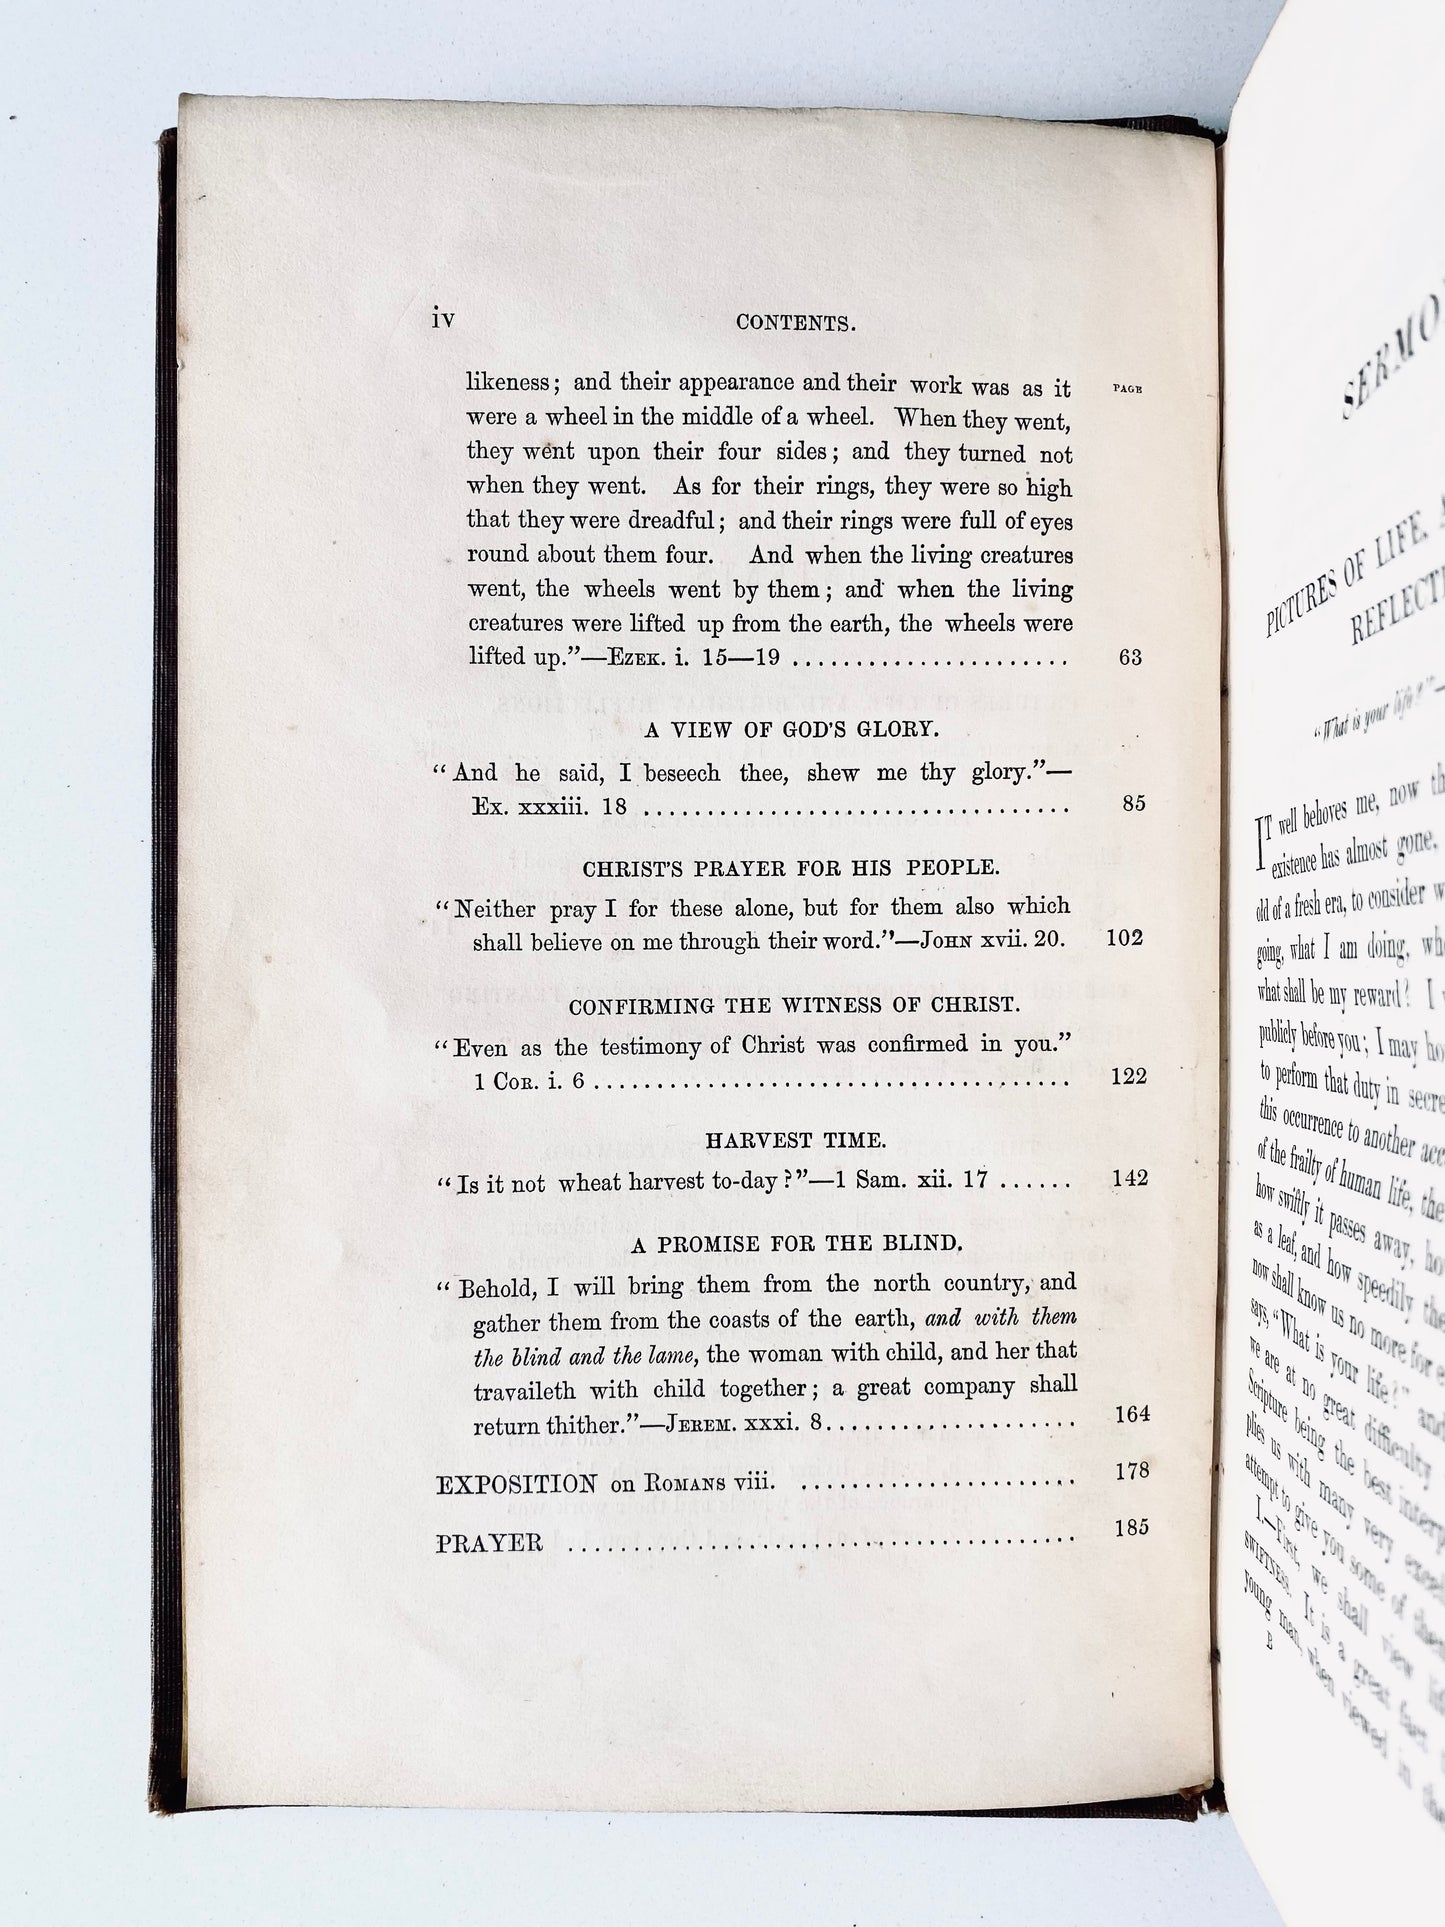 iv CONTENTS.
PAGE
likeness; and their appearance and their work was as it
were a wheel in the middle of a wheel. When they went,
they went upon their four sides; and they turned not
when they went. As for their rings, they were so high
that they were dreadful; and their rings were full of eyes
round about them four. And when the living creatures
went, the wheels went by them; and when the living
creatures were lifted up from the earth, the wheels were
lifted up.”—EZEK. i. 15—19 ...................... 63
A VIEW OF GOD'S GLORY.
“And he said, I beseech thee, shew me thy glory.”—
Ex. xxxiii. 18 .................................. 85
CHRIST'S PRAYER FOR HIS PEOPLE.
“Neither pray I for these alone, but for them also which
shall believe on me through their word.”—JOHN xvii. 20. 102
CONFIRMING THE WITNESS OF CHRIST.
“Even as the testimony of Christ was confirmed in you.”
1 COR. i. 6 ...................................... 122
HARVEST TIME.
“Is it not wheat harvest to-day?”—1 Sam. xii. 17 ...... 142
A PROMISE FOR THE BLIND.
“Behold, I will bring them from the north country, and
gather them from the coasts of the earth, and with them
the blind and the lame, the woman with child, and her that
travaileth with child together; a great company shall
return thither.”—JEREM. xxxi. 8.................... 164
EXPOSITION on ROMANS viii. ...................... 178
PRAYER ........................................ 185
PICTURES OF LIFE,
“What is your life?”—
IT well behoves me, now
existence has almost gone,
old of a fresh era, to consider
going, what I am doing,
what shall be my reward? I
publicly before you; I may
to perform that duty in
this occurrence to another
of the frailty of human life,
how swiftly it passes away,
as a leaf, and how speedily
now shall know us no more for
says, “What is your life?” and
we are at no great difficulty
Scripture being the best
plies us with many very
attempt to give you some of
I.—First, we shall view
SWIFTNESS. It is a great fact
young man, when viewed in
B